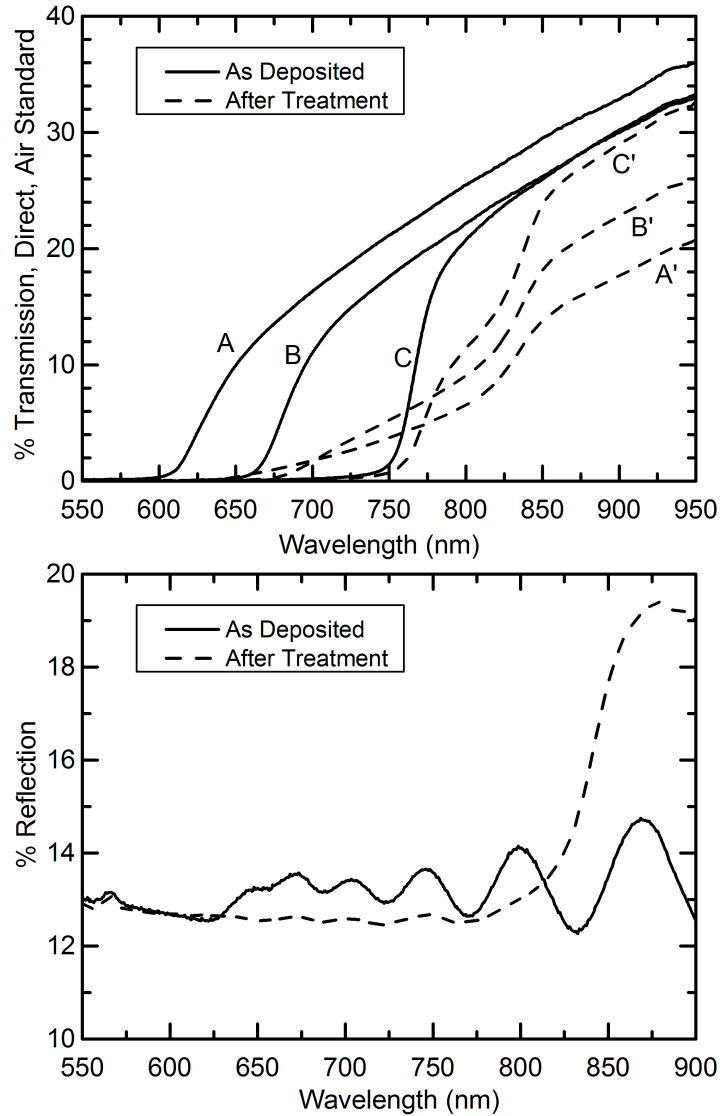 40
As Deposited
After Treatment
30
C'
B'
A'
20
A
B
C
10
0
550 600 650 700 750 800 850 900 950
Wavelength (nm)
% Transmission, Direct, Air Standard
20
As Deposited
After Treatment
18
16
14
12
10
550 600 650 700 750 800 850 900
Wavelength (nm)
% Reflection